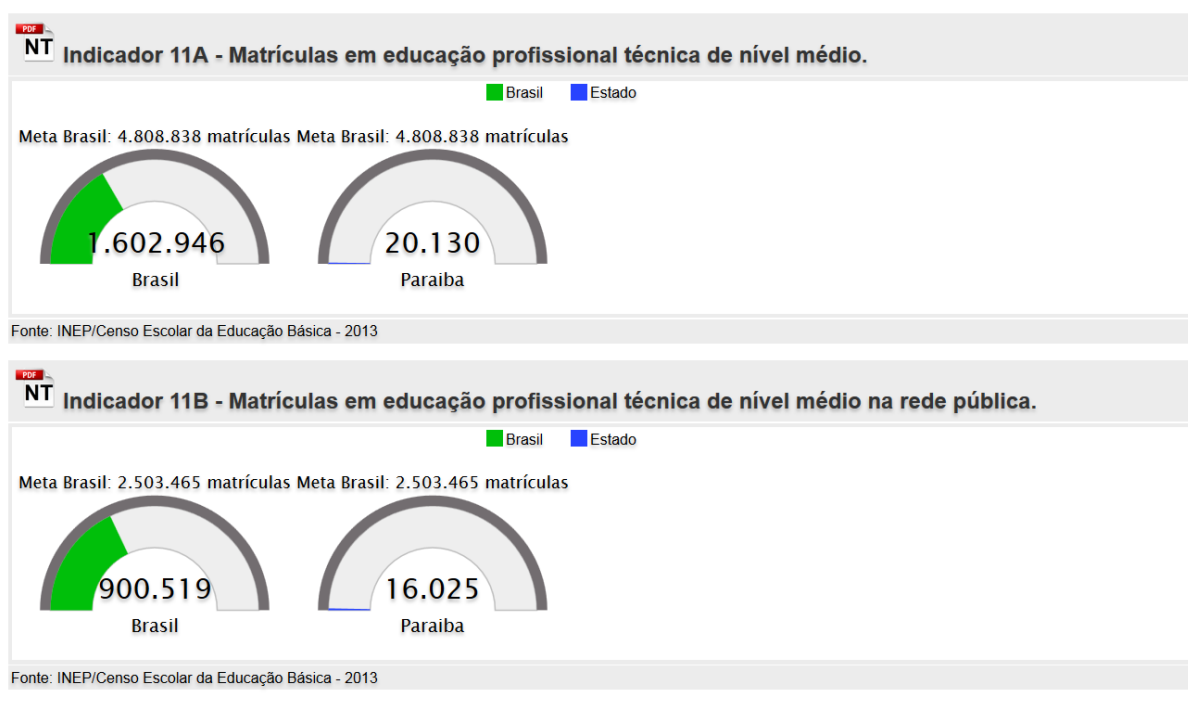 PDF
NT
Indicador 11A - Matrículas em educação profissional técnica de nível médio.
Brasil Estado
Meta Brasil: 4.808.838 matrículas Meta Brasil: 4.808.838 matrículas
1.602.946 20.130
Brasil Paraiba
Fonte: INEP/Censo Escolar da Educação Básica - 2013
PDF
NT
Indicador 11B - Matrículas em educação profissional técnica de nível médio na rede pública.
Brasil Estado
Meta Brasil: 2.503.465 matrículas Meta Brasil: 2.503.465 matrículas
900.519 16.025
Brasil Paraiba
Fonte: INEP/Censo Escolar da Educação Básica - 2013